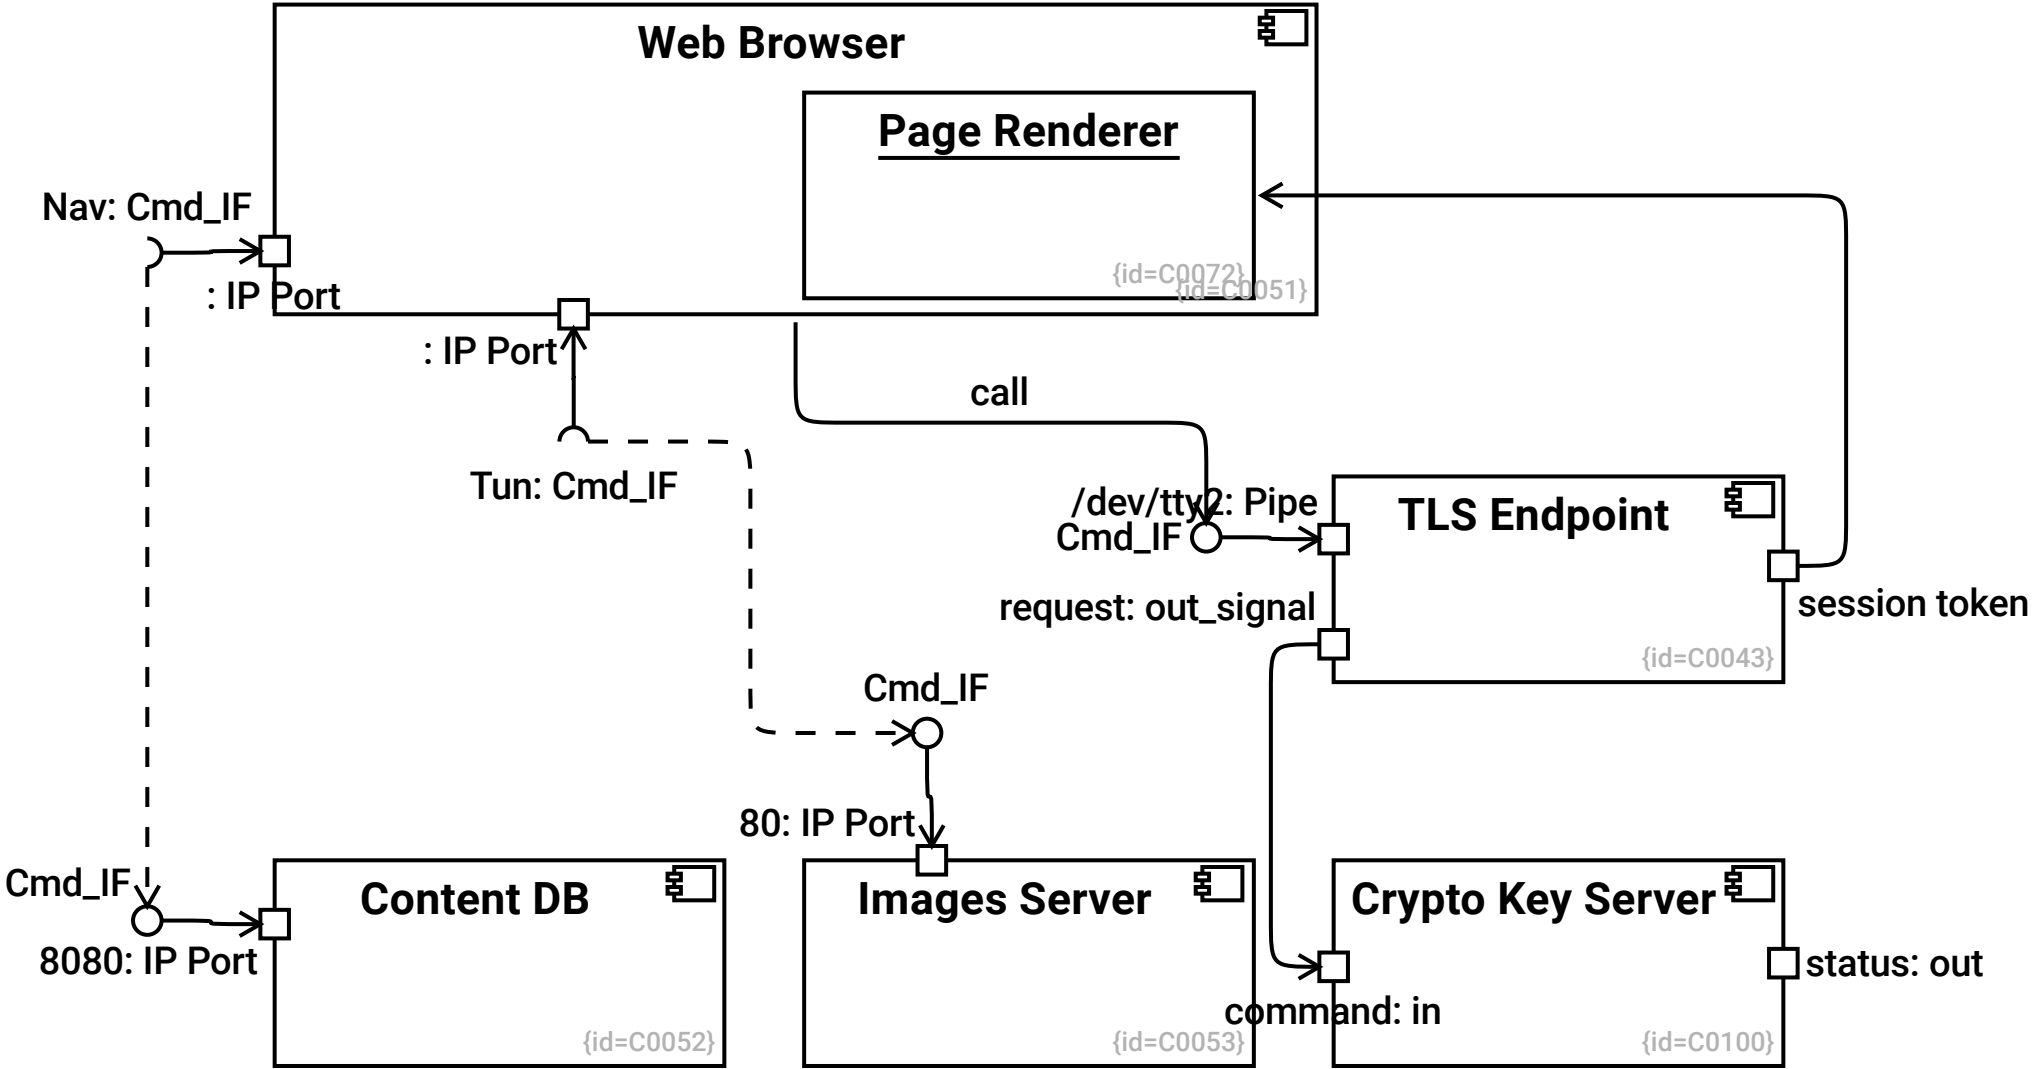 Web Browser
Page Renderer
Nav: Cmd_IF
{id=C0072}
{id=C0051}
: IP Port
: IP Port
call
Tun: Cmd_IF
/dev/tty2: Pipe
TLS Endpoint
Cmd_IF
request: out_signal
session token
{id=C0043}
Cmd_IF
80: IP Port
Cmd_IF
Content DB
Images Server
Crypto Key Server
8080: IP Port
status: out
command: in
{id=C0052}
{id=C0053}
{id=C0100}